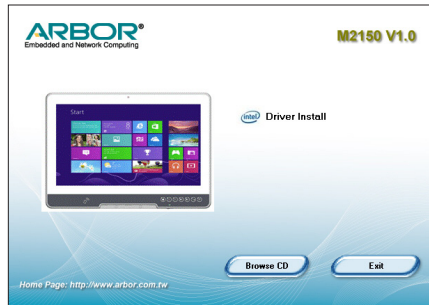 ARBOR®
Embedded and Network Computing
M2150 V1.0
Start
intel Driver Install
Browse CD
Exit
Home Page: http://www.arbor.com.tw